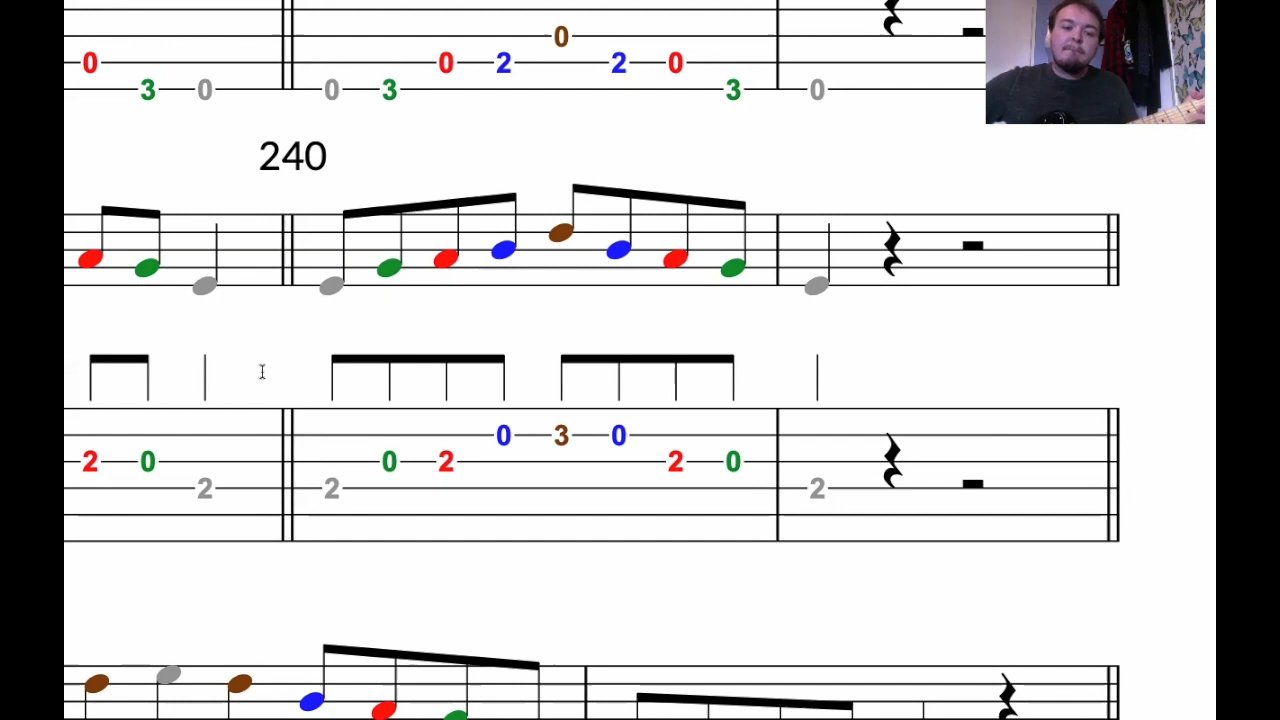 0
0 0 2 2 0
3 0 0 3 3 0
240
0 3 0
2 0 0 2 2 0
2 2 2